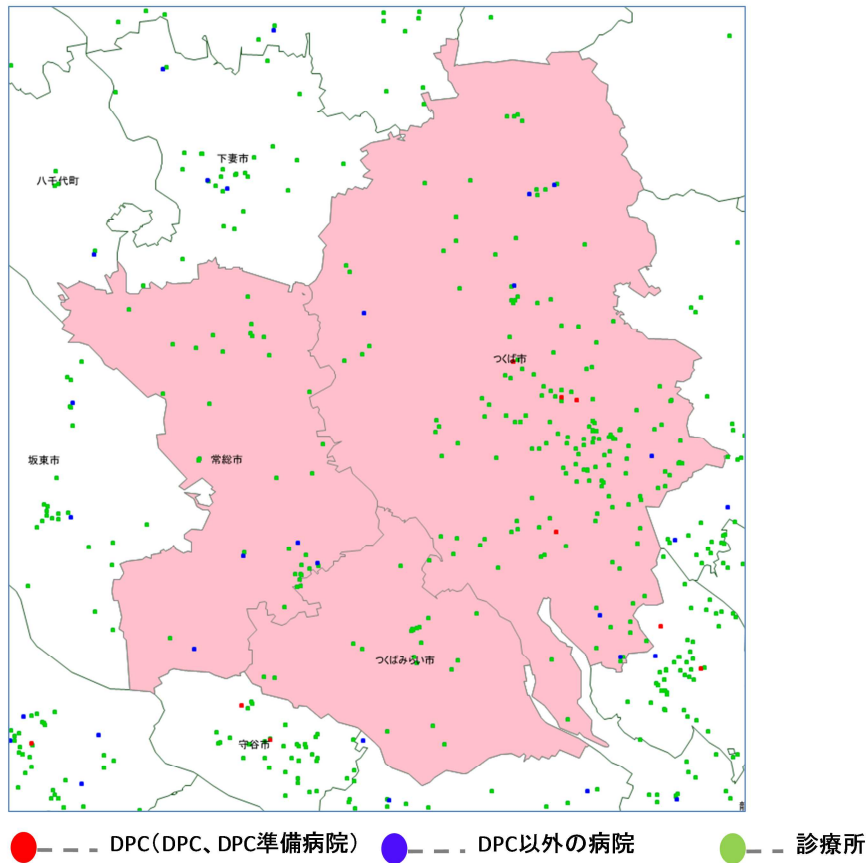 下妻市
八千代町
つくば市
坂東市
常総市
つくばみらい市
守谷市
DPC(DPC、DPC準備病院)
DPC以外の病院
診療所